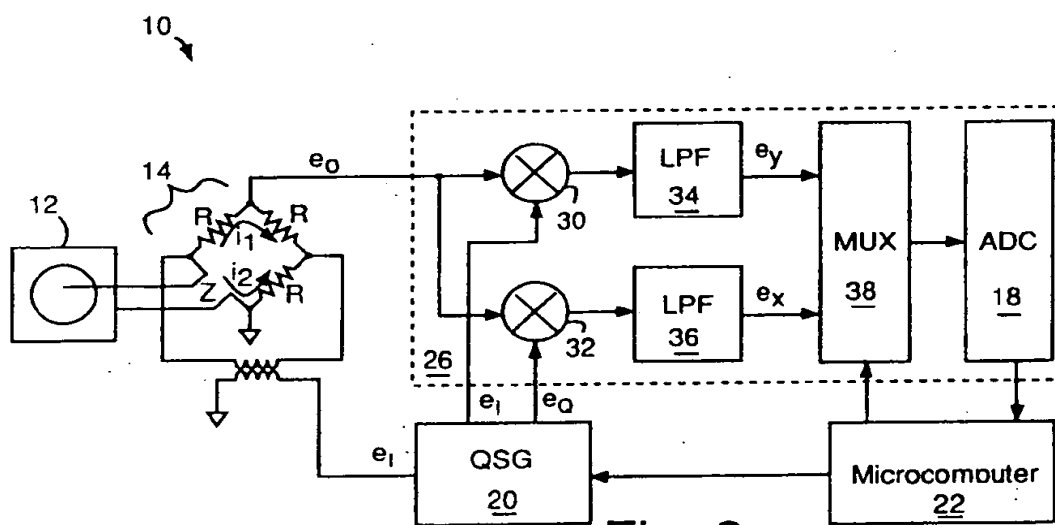 10
14
12
R
R
i1
i2
Z
R
eO
30
32
LPF
34
ey
LPF
36
ex
MUX
38
ADC
18
26
eI
eQ
eI
QSG
20
Microcomputer
22